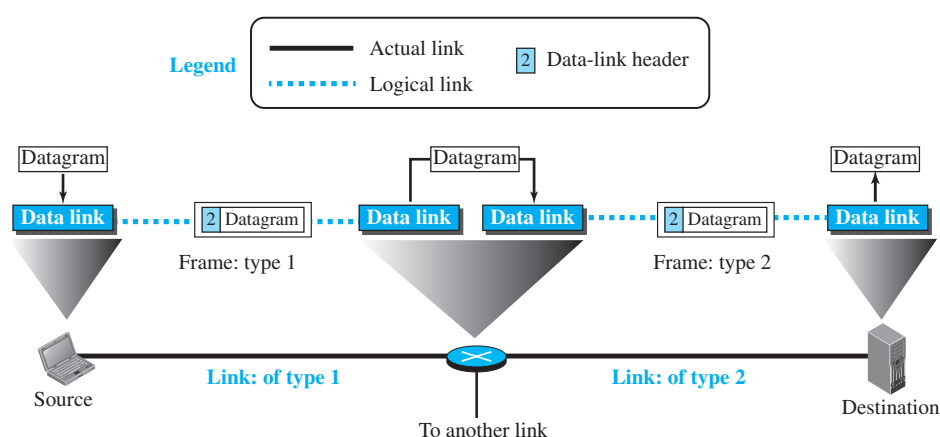 Legend
Actual link
Logical link
2 Data-link header
Datagram
Datagram
Datagram
Data link
2 Datagram
Data link
Data link
2 Datagram
Data link
Frame: type 1
Frame: type 2
Link: of type 1
Link: of type 2
Source
Destination
To another link